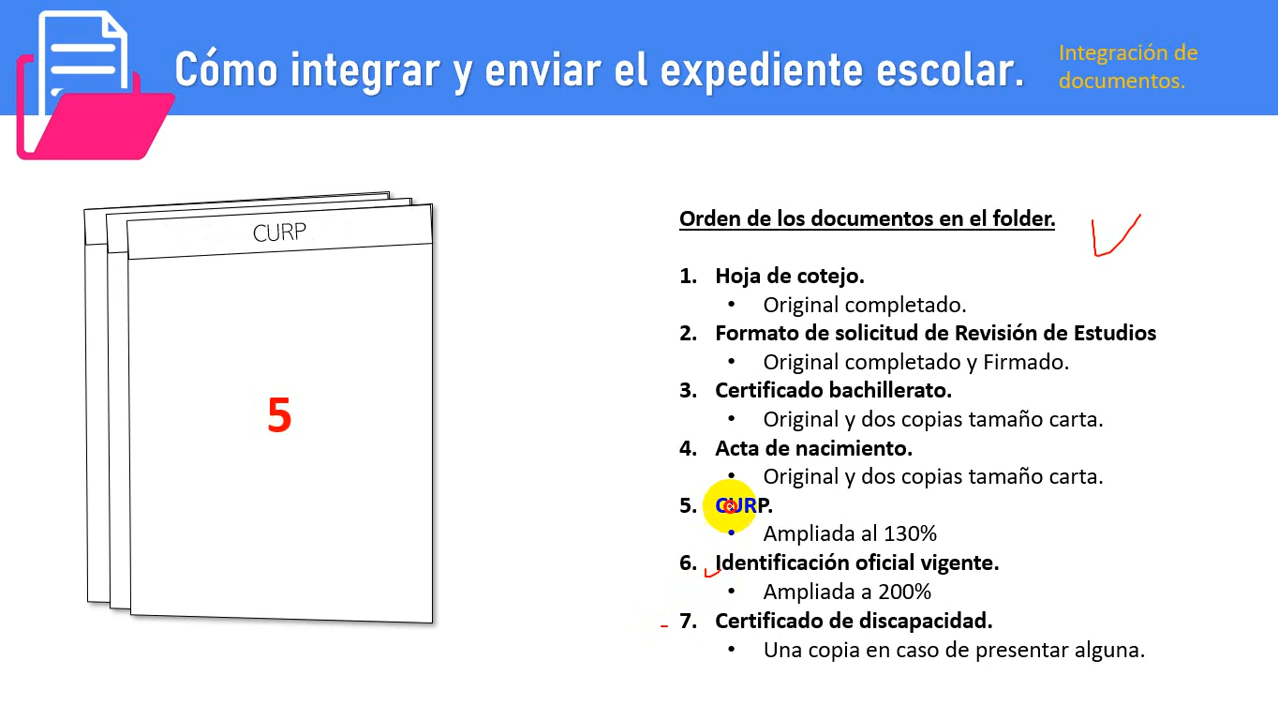 Cómo integrar y enviar el expediente escolar.
Integración de
documentos.
CURP
5
Orden de los documentos en el folder.
1. Hoja de cotejo.
• Original completado.
2. Formato de solicitud de Revisión de Estudios
• Original completado y Firmado.
3. Certificado bachillerato.
• Original y dos copias tamaño carta.
4. Acta de nacimiento.
• Original y dos copias tamaño carta.
5. CURP.
• Ampliada al 130%
6. Identificación oficial vigente.
• Ampliada a 200%
7. Certificado de discapacidad.
• Una copia en caso de presentar alguna.